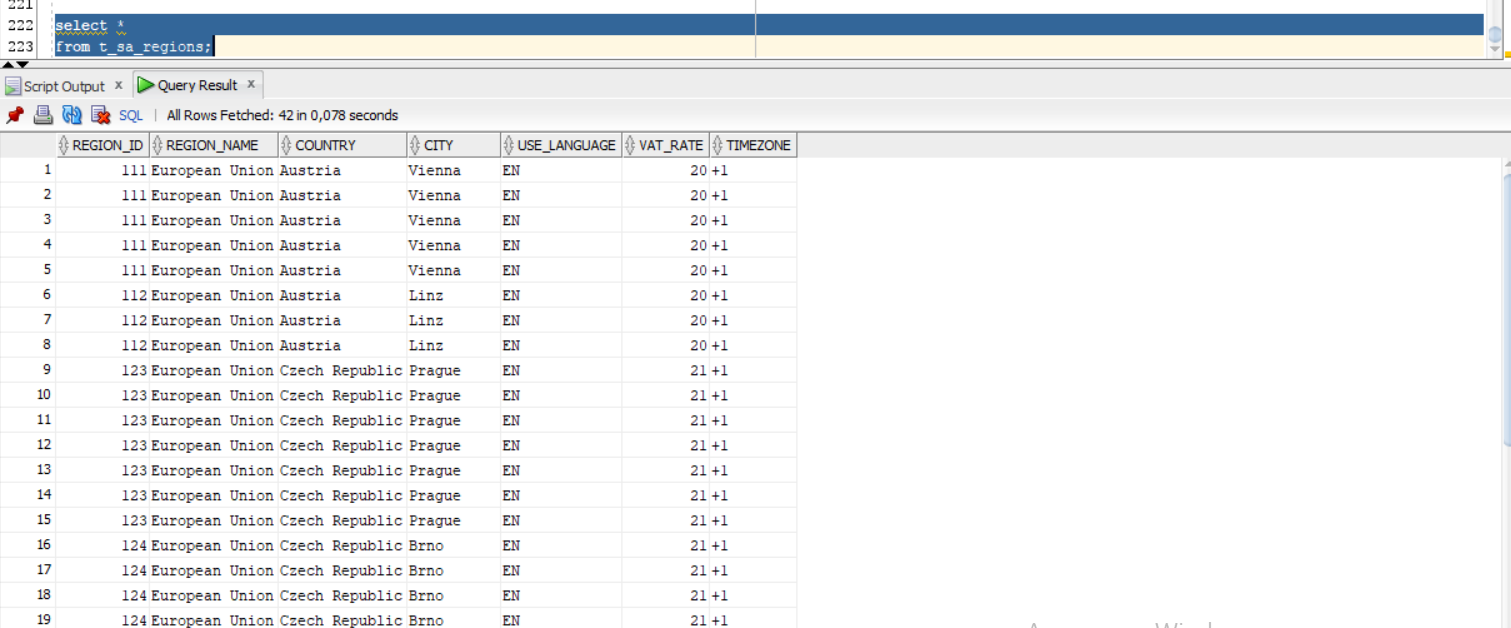 221
222 select *
223 from t_sa_regions;
Script Output x Query Result x
SQL | All Rows Fetched: 42 in 0,078 seconds
REGION_ID REGION_NAME COUNTRY CITY USE_LANGUAGE VAT_RATE TIMEZONE
1 111 European Union Austria Vienna EN 20 +1
2 111 European Union Austria Vienna EN 20 +1
3 111 European Union Austria Vienna EN 20 +1
4 111 European Union Austria Vienna EN 20 +1
5 111 European Union Austria Vienna EN 20 +1
6 112 European Union Austria Linz EN 20 +1
7 112 European Union Austria Linz EN 20 +1
8 112 European Union Austria Linz EN 20 +1
9 123 European Union Czech Republic Prague EN 21 +1
10 123 European Union Czech Republic Prague EN 21 +1
11 123 European Union Czech Republic Prague EN 21 +1
12 123 European Union Czech Republic Prague EN 21 +1
13 123 European Union Czech Republic Prague EN 21 +1
14 123 European Union Czech Republic Prague EN 21 +1
15 123 European Union Czech Republic Prague EN 21 +1
16 124 European Union Czech Republic Brno EN 21 +1
17 124 European Union Czech Republic Brno EN 21 +1
18 124 European Union Czech Republic Brno EN 21 +1
19 124 European Union Czech Republic Brno EN 21 +1